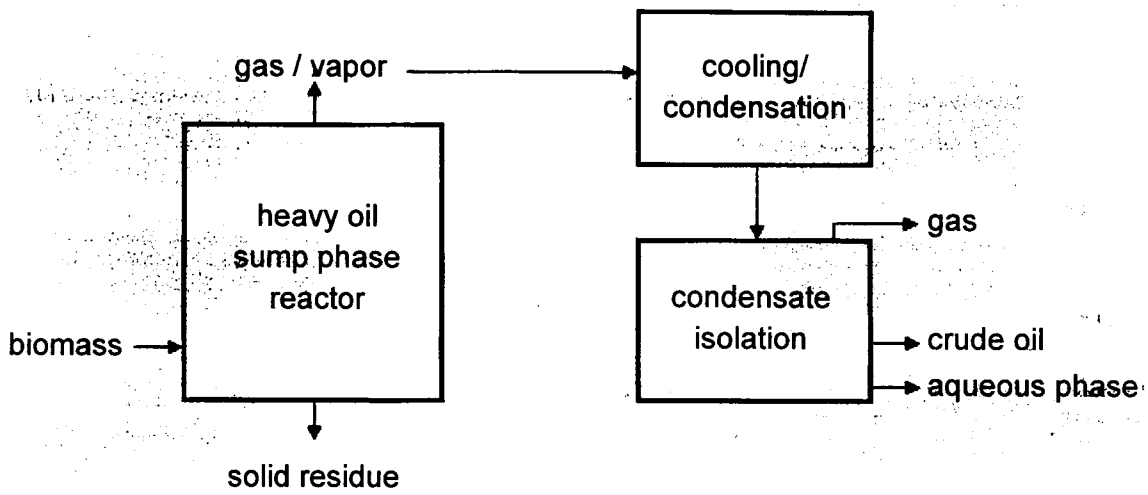 gas / vapor
cooling/
condensation
heavy oil
sump phase
reactor
gas
condensate
isolation
biomass
crude oil
aqueous phase
solid residue